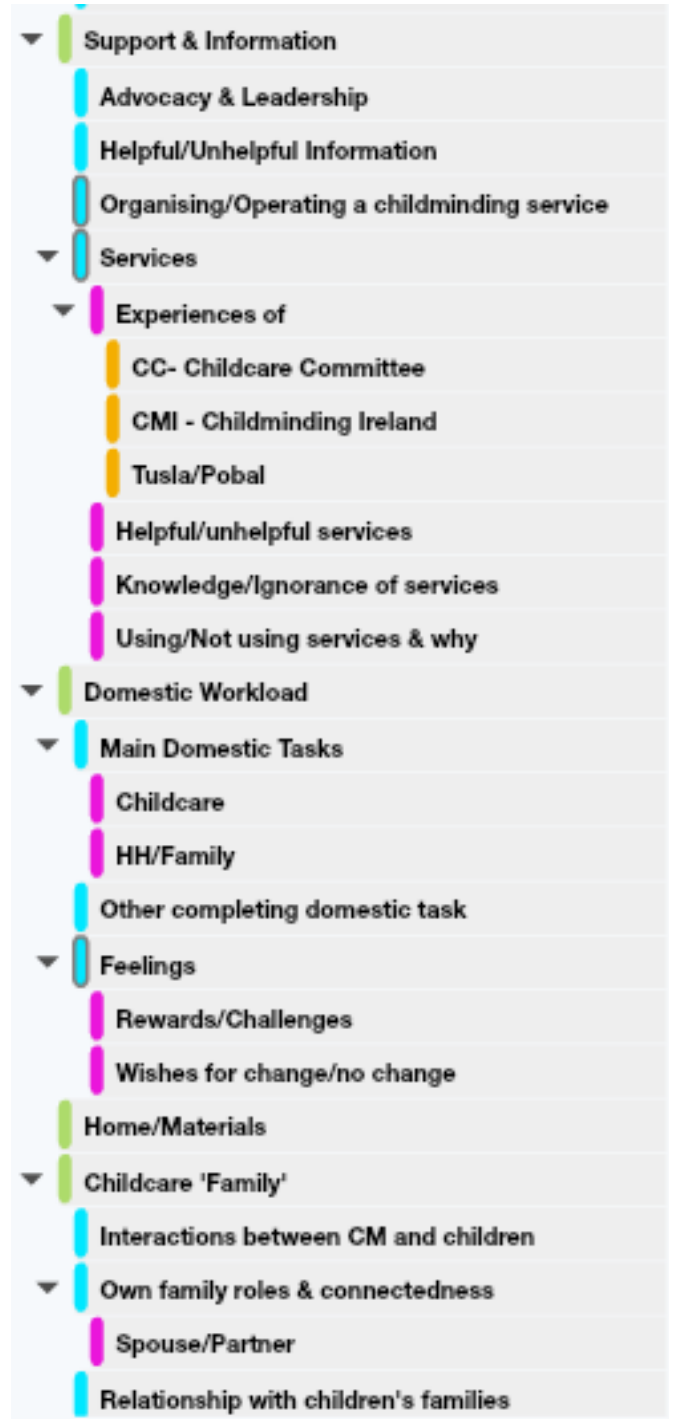 Support & Information
Advocacy & Leadership
Helpful/Unhelpful Information
Organising/Operating a childminding service
Services
Experiences of
CC- Childcare Committee
CMI - Childminding Ireland
Tusla/Pobal
Helpful/unhelpful services
Knowledge/Ignorance of services
Using/Not using services & why
Domestic Workload
Main Domestic Tasks
Childcare
HH/Family
Other completing domestic task
Feelings
Rewards/Challenges
Wishes for change/no change
Home/Materials
Childcare 'Family'
Interactions between CM and children
Own family roles & connectedness
Spouse/Partner
Relationship with children's families